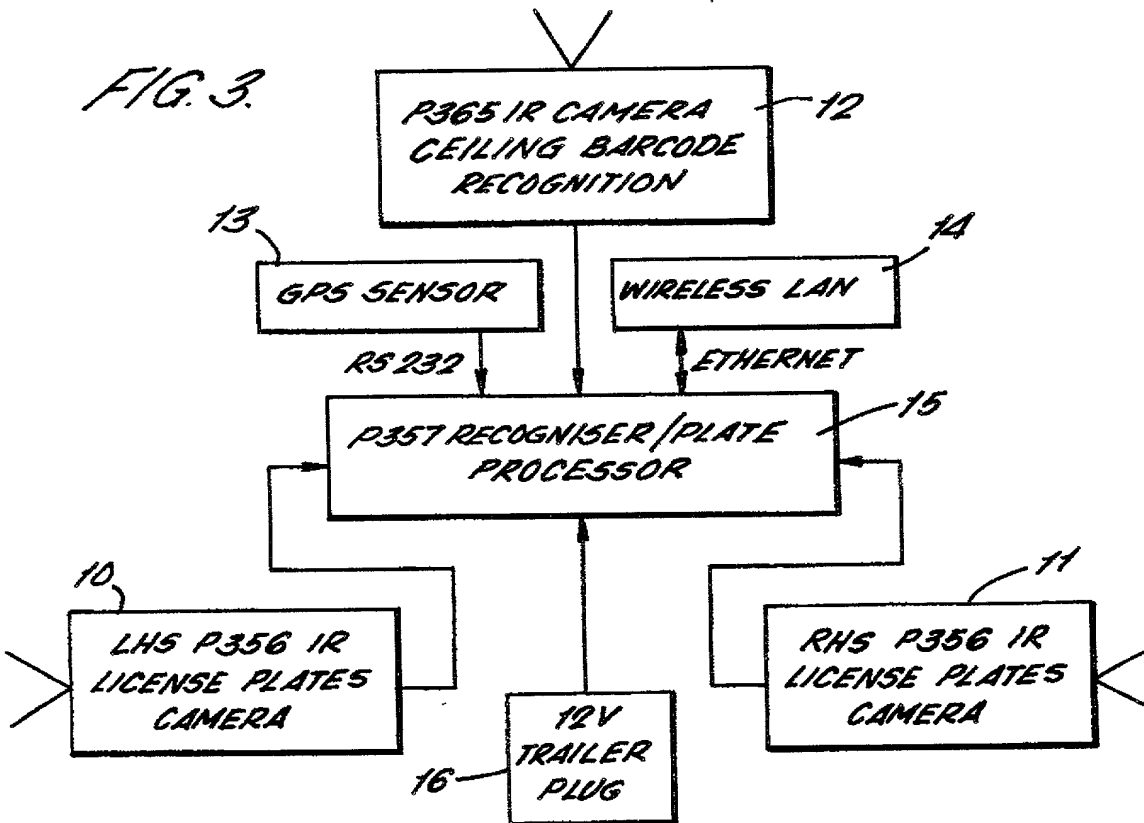 FIG. 3.
P365 IR CAMERA
CEILING BARCODE
RECOGNITION
12
13
GPS SENSOR
14
WIRELESS LAN
RS 232
ETHERNET
P357 RECOGNISER/PLATE
PROCESSOR
15
10
LHS P356 IR
LICENSE PLATES
CAMERA
11
RHS P356 IR
LICENSE PLATES
CAMERA
12V
TRAILER
PLUG
16